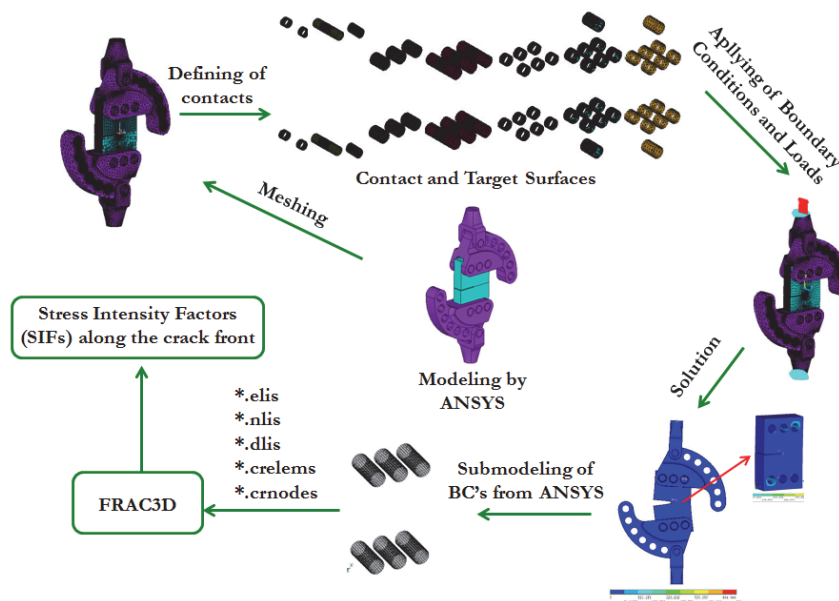 Defining of
contacts
Contact and Target Surfaces
Apllying of Boundary
Conditions and Loads
Meshing
Modeling by
ANSYS
Solution
Submodeling of
BC's from ANSYS
*.elis
*.nlis
*.dlis
*.crelems
*.crnodes
FRAC3D
Stress Intensity Factors
(SIFs) along the crack front